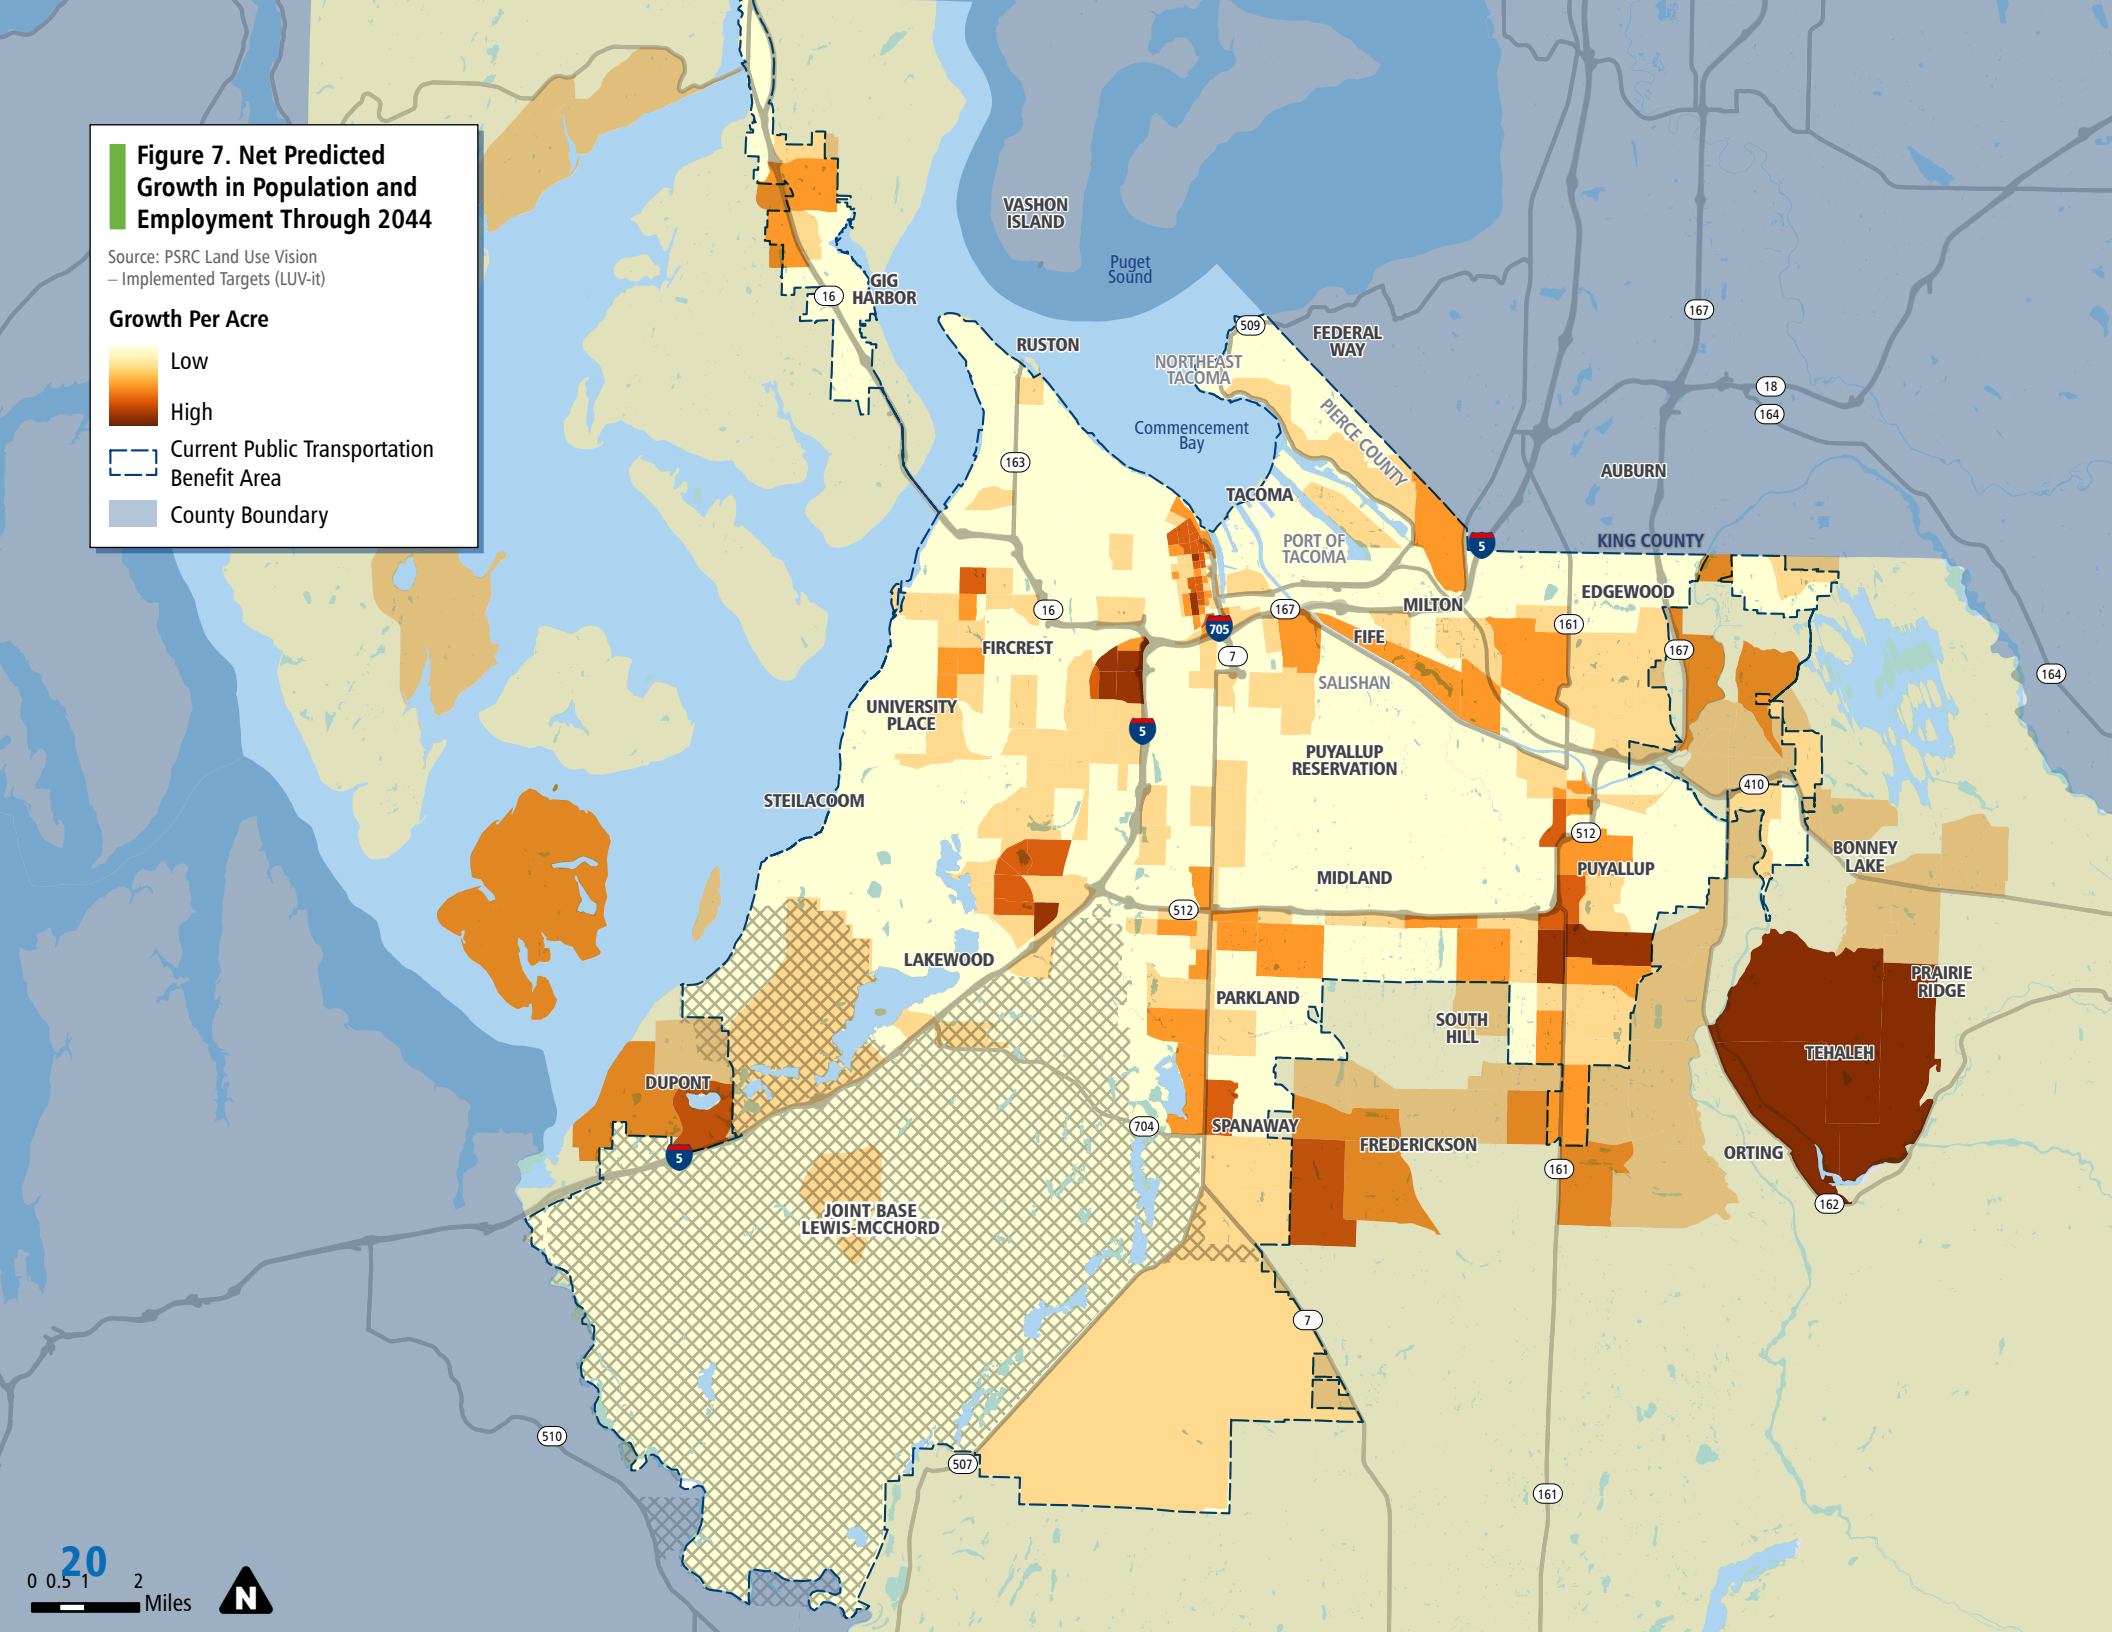 Figure 7. Net Predicted
Growth in Population and
Employment Through 2044
Source: PSRC Land Use Vision
– Implemented Targets (LUV-it)
Growth Per Acre
Low
High
Current Public Transportation
Benefit Area
County Boundary
VASHON
ISLAND
Puget
Sound
GIG
HARBOR
16
RUSTON
509
FEDERAL
WAY
167
NORTHEAST
TACOMA
18
164
PIERCE COUNTY
Commencement
Bay
163
AUBURN
TACOMA
PORT OF
TACOMA
5
KING COUNTY
EDGEWOOD
16
167
MILTON
161
705
FIFE
FIRCREST
7
167
164
SALISHAN
UNIVERSITY
PLACE
5
PUYALLUP
RESERVATION
410
STEILACOOM
512
BONNEY
LAKE
PUYALLUP
MIDLAND
512
LAKEWOOD
PRAIRIE
RIDGE
PARKLAND
SOUTH
HILL
TEHALEH
DUPONT
704
SPANAWAY
FREDERICKSON
ORTING
5
161
162
JOINT BASE
LEWIS-MCCHORD
7
510
507
161
20
0 0.5 1 2
Miles
N